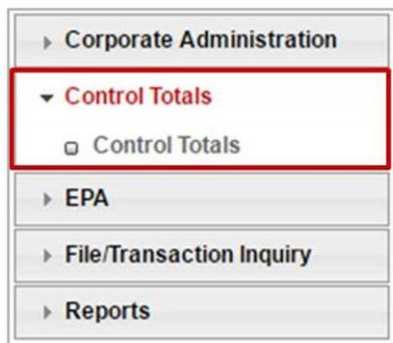 Corporate Administration
Control Totals
Control Totals
EPA
File/Transaction Inquiry
Reports